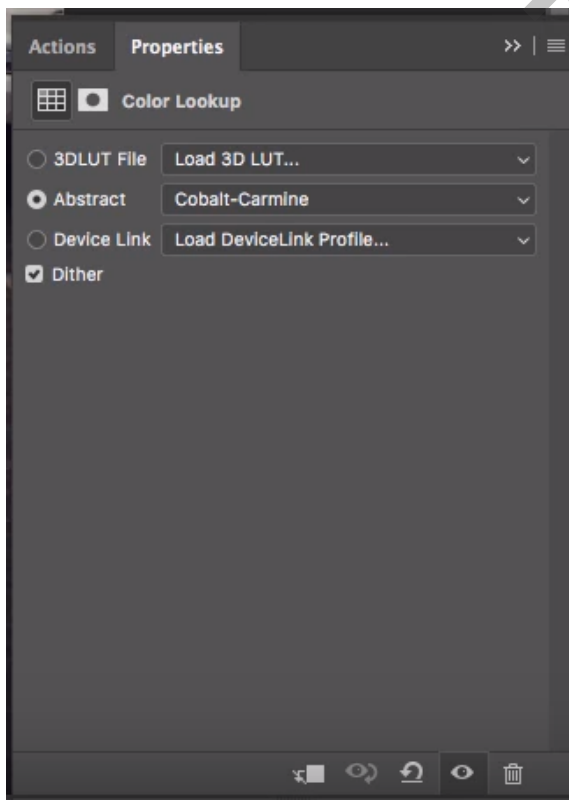 Actions Properties
Color Lookup
3DLUT File Load 3D LUT...
Abstract Cobalt-Carmine
Device Link Load DeviceLink Profile...
Dither